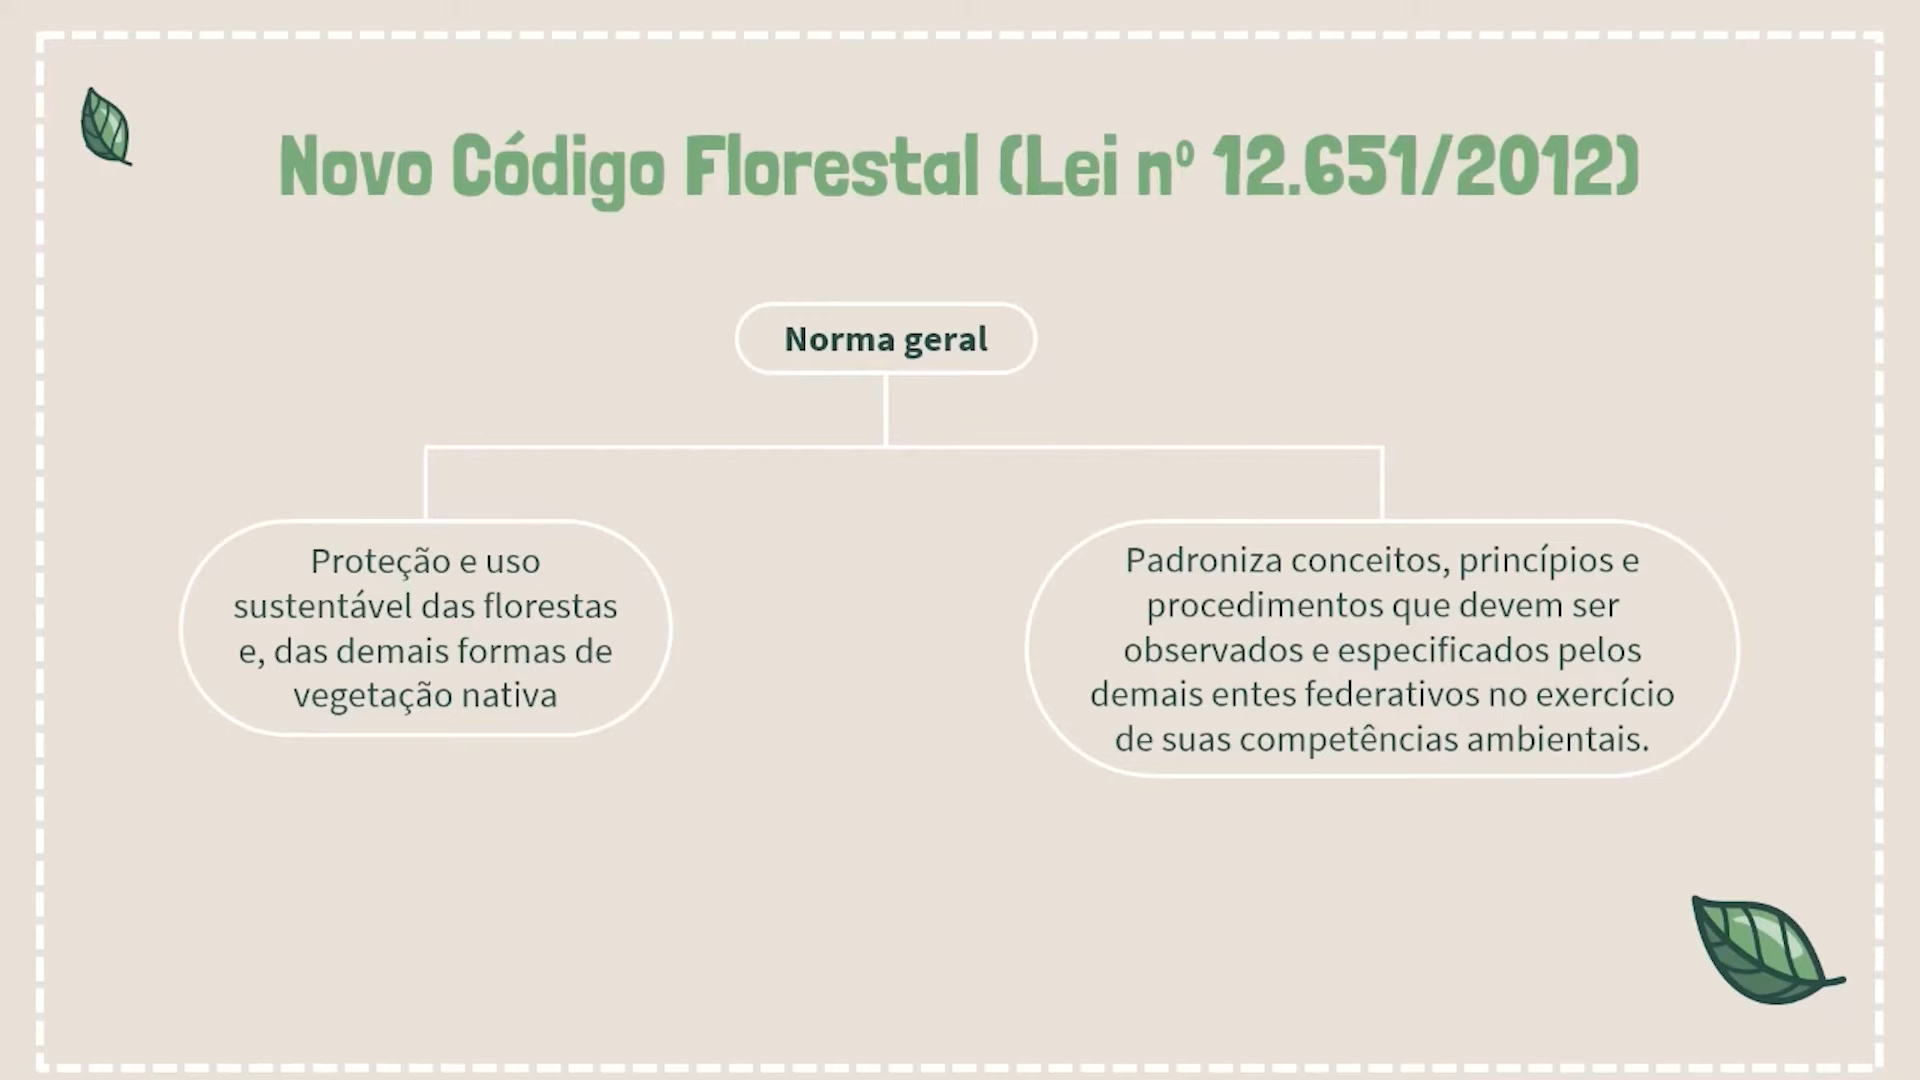 Novo Código Florestal (Lei nº 12.651/2012)
Norma geral
Proteção e uso
sustentável das florestas
e, das demais formas de
vegetação nativa
Padroniza conceitos, princípios e
procedimentos que devem ser
observados e especificados pelos
demais entes federativos no exercício
de suas competências ambientais.